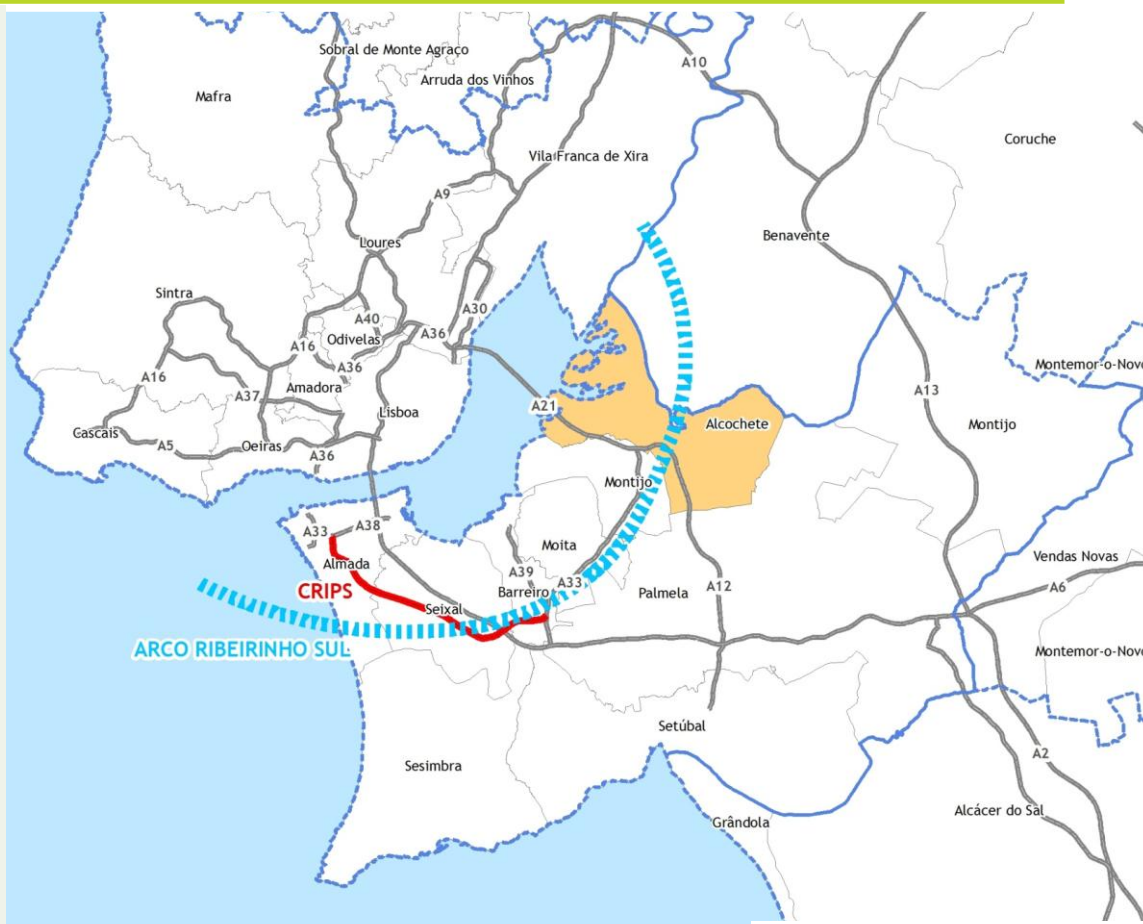 Sobral de Monte Agraço
A10
Arruda dos Vinhos
Mafra
Coruche
Vila Franca de Xira
A9
Benavente
Loures
Sintra
A30
A40
A36
Odivelas
A16
A36
Montemor-o-Novo
A16
Amadora
A13
A37
A21
Lisboa
Alcochete
Montijo
Cascais
A5
Oeiras
A36
Montijo
A33
A38
Moita
Vendas Novas
Almada
A39
A33
A6
CRIPS
Barreiro
Palmela
A12
Seixal
ARCO RIBEIRINHO SUL
Montemor-o-Novo
Setúbal
A2
Sesimbra
Alcácer do Sal
Grândola